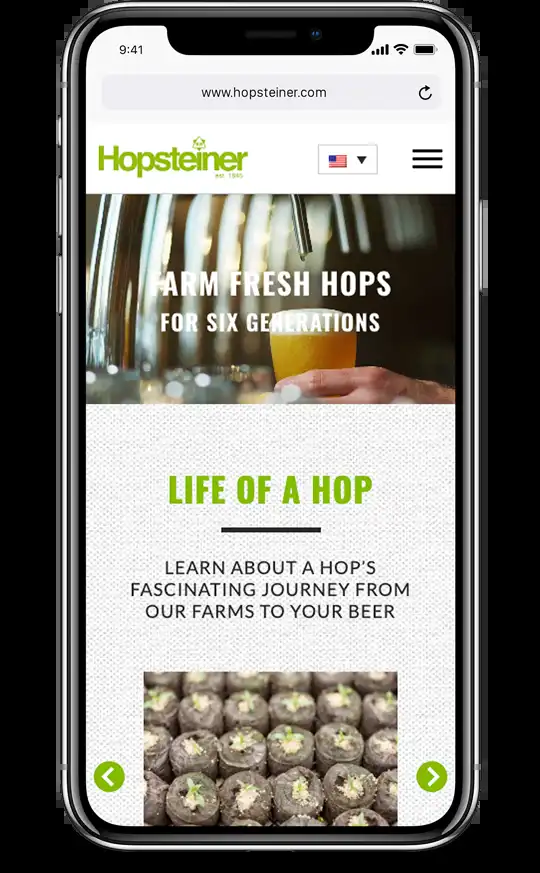 9:41
www.hopsteiner.com
Hopsteiner
est. 1845
FARM FRESH HOPS
FOR SIX GENERATIONS
LIFE OF A HOP
LEARN ABOUT A HOP'S
FASCINATING JOURNEY FROM
OUR FARMS TO YOUR BEER